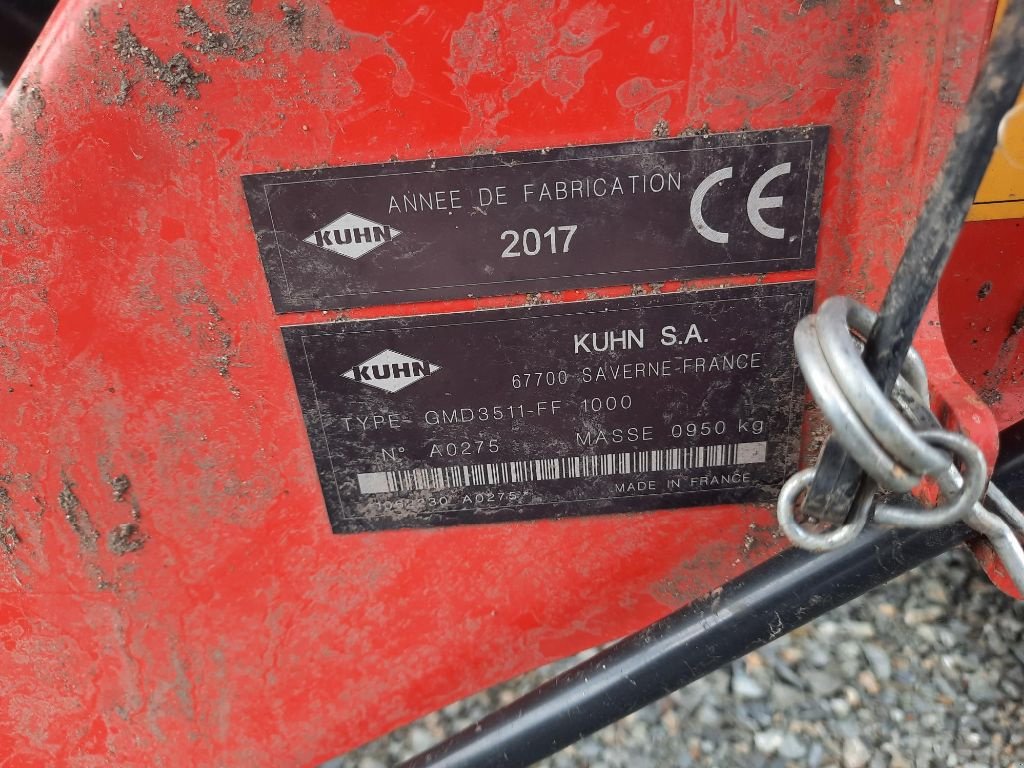 ANNEE DE FABRICATION
KUHN
2017
CE
KUHN S.A.
KUHN
67700 SAVERNE-FRANCE
TYPE GMD3511-FF 1000
N° A0275 MASSE 0950 kg
A0275* MADE IN FRANCE